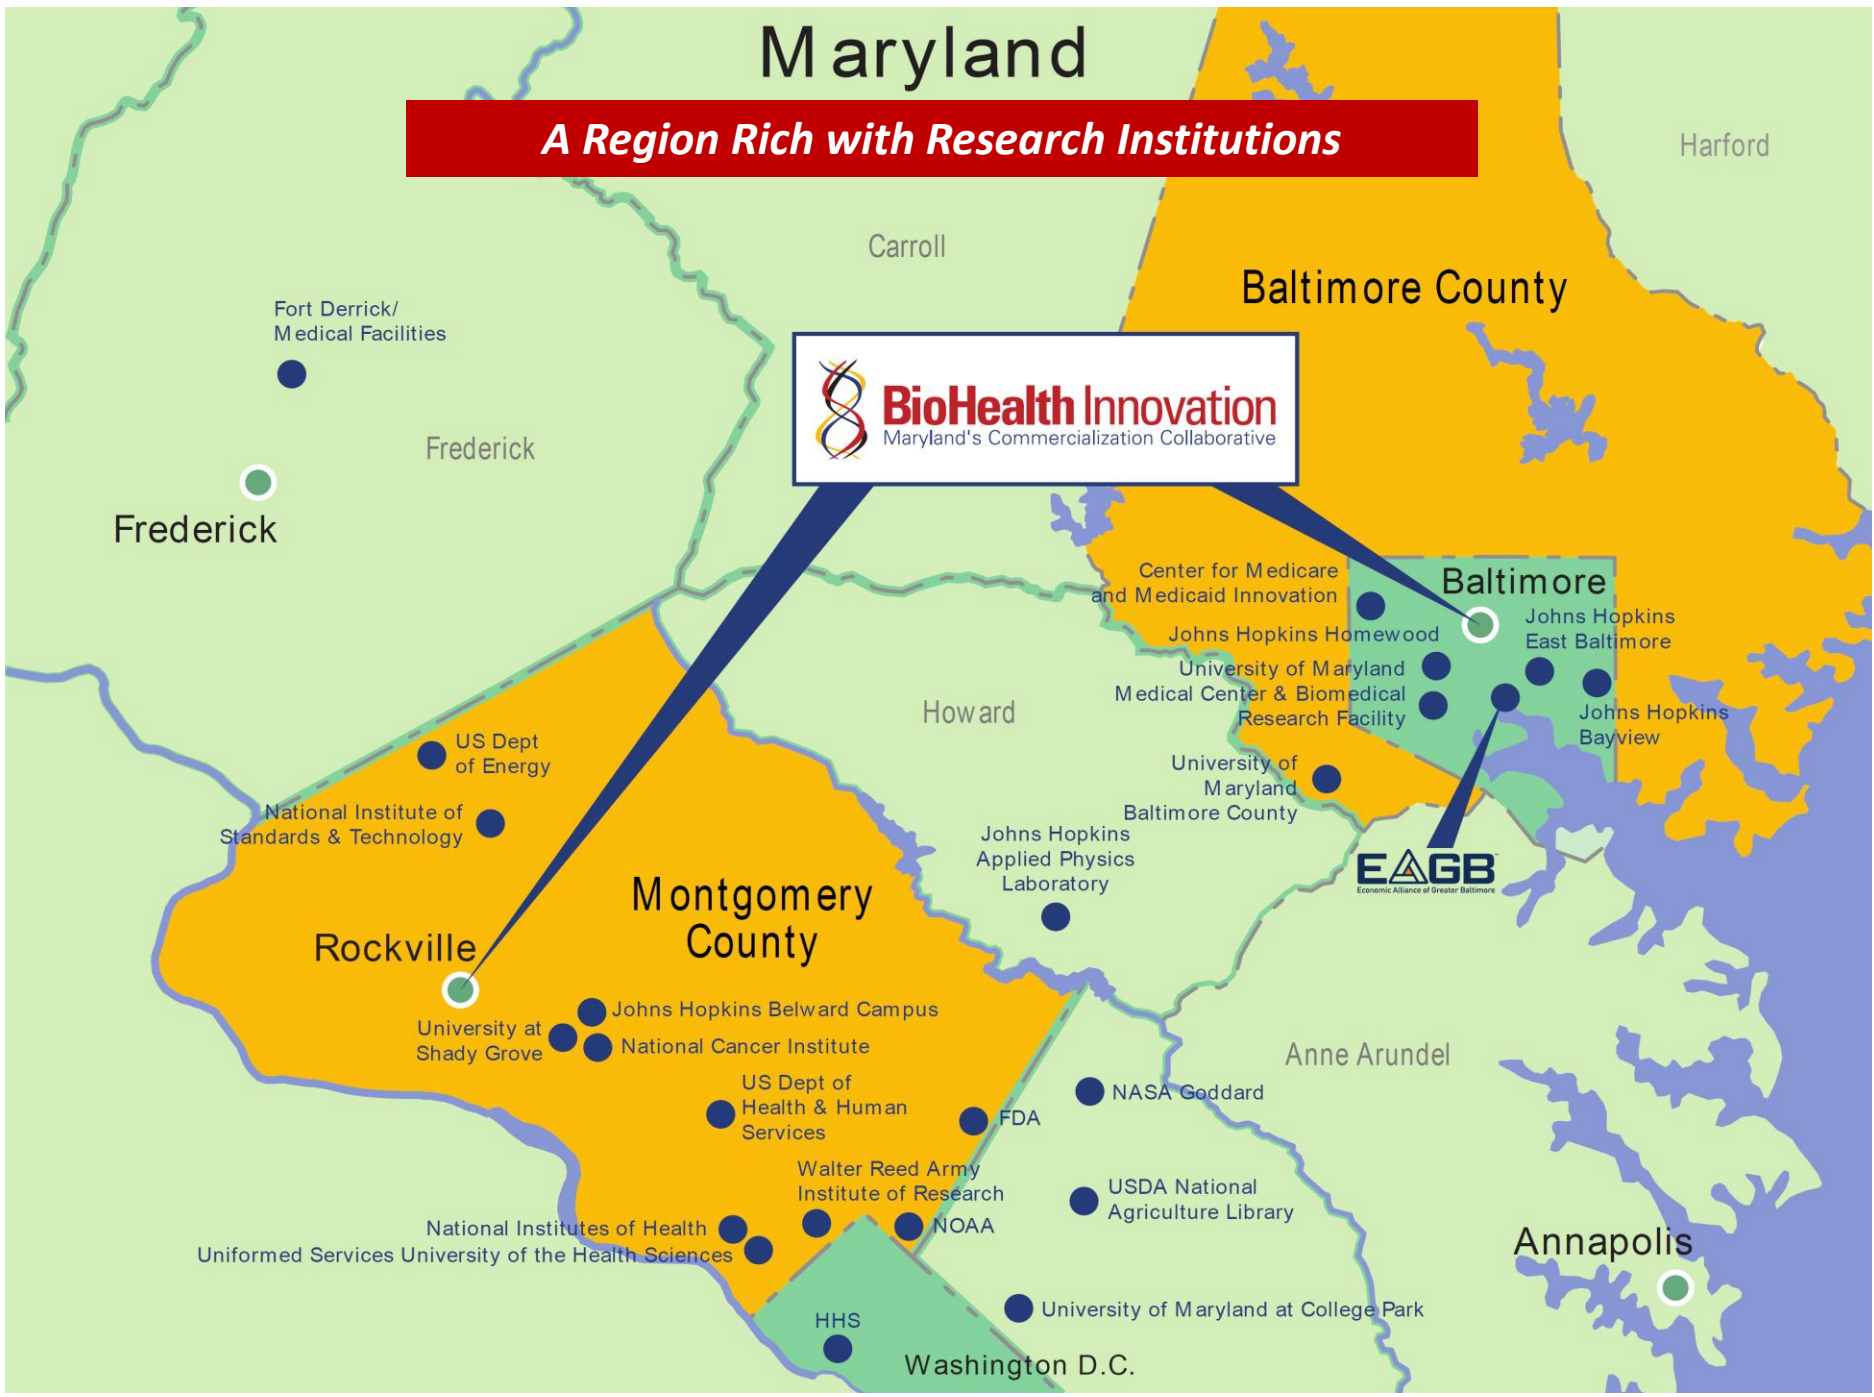 Maryland
A Region Rich with Research Institutions
Harford
Carroll
Baltimore County
Fort Derrick/
Medical Facilities
BioHealth Innovation
Maryland's Commercialization Collaborative
Frederick
Frederick
Center for Medicare
and Medicaid Innovation
Baltimore
Johns Hopkins
East Baltimore
Johns Hopkins Homewood
University of Maryland
Medical Center & Biomedical
Research Facility
Johns Hopkins
Bayview
Howard
US Dept
of Energy
University of
Maryland
Baltimore County
National Institute of
Standards & Technology
Johns Hopkins
Applied Physics
Laboratory
EAGB
Economic Alliance of Greater Baltimore
Montgomery
County
Rockville
Johns Hopkins Belward Campus
University at
Shady Grove
National Cancer Institute
Anne Arundel
US Dept of
Health & Human
Services
NASA Goddard
FDA
Walter Reed Army
Institute of Research
USDA National
Agriculture Library
NOAA
National Institutes of Health
Uniformed Services University of the Health Sciences
Annapolis
University of Maryland at College Park
HHS
Washington D.C.